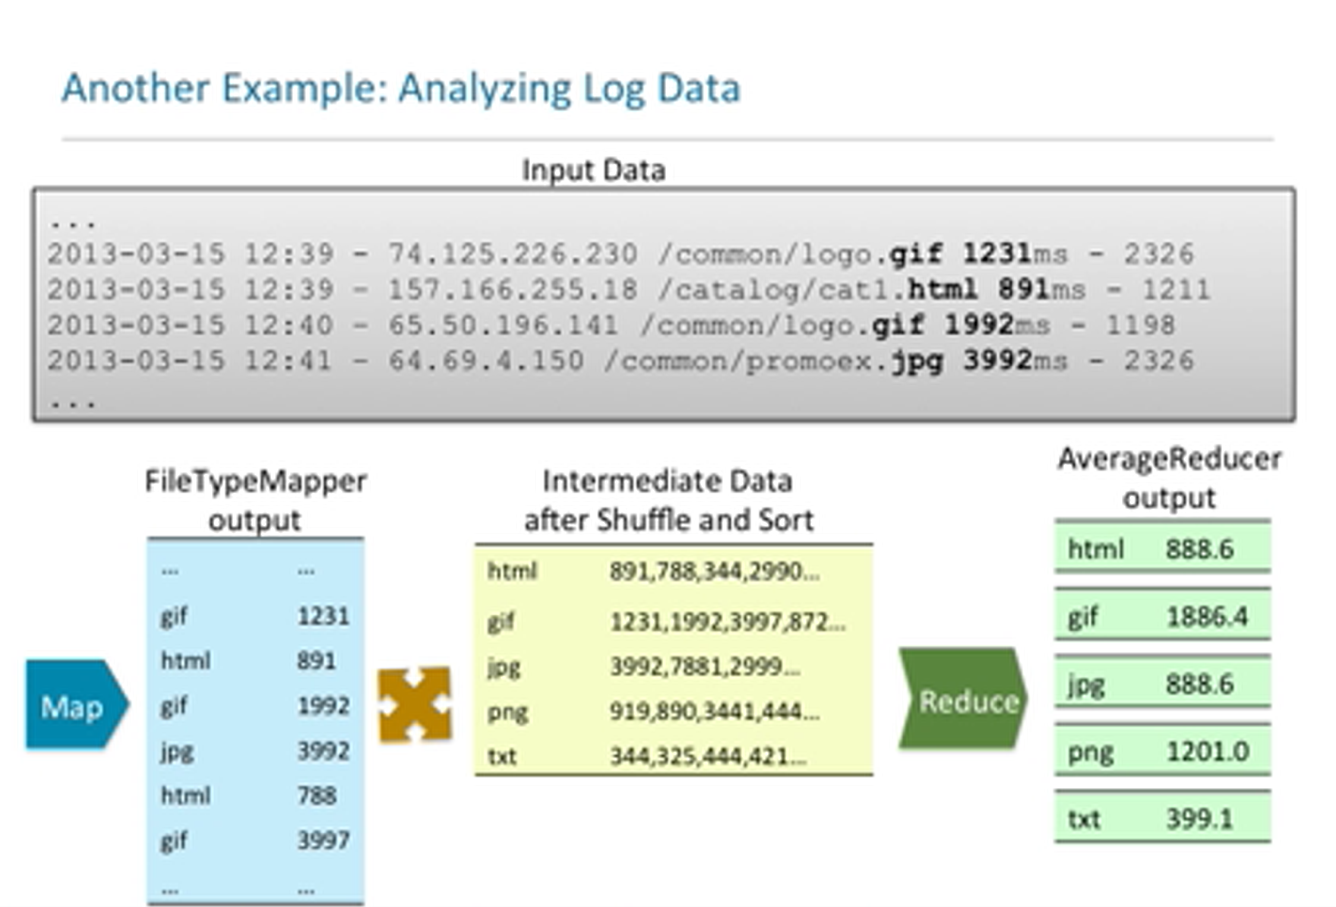 Another Example: Analyzing Log Data
Input Data
...
2013-03-15 12:39 - 74.125.226.230 /common/logo.gif 1231ms - 2326
2013-03-15 12:39 - 157.166.255.18 /catalog/cat1.html 891ms - 1211
2013-03-15 12:40 - 65.50.196.141 /common/logo.gif 1992ms - 1198
2013-03-15 12:41 - 64.69.4.150 /common/promoex.jpg 3992ms - 2326
...
Map
FileTypeMapper
output
... ...
gif 1231
html 891
gif 1992
jpg 3992
html 788
gif 3997
... ...
Intermediate Data
after Shuffle and Sort
html 891,788,344,2990...
gif 1231,1992,3997,872...
jpg 3992,7881,2999...
png 919,890,3441,444...
txt 344,325,444,421...
Reduce
AverageReducer
output
html 888.6
gif 1886.4
jpg 888.6
png 1201.0
txt 399.1